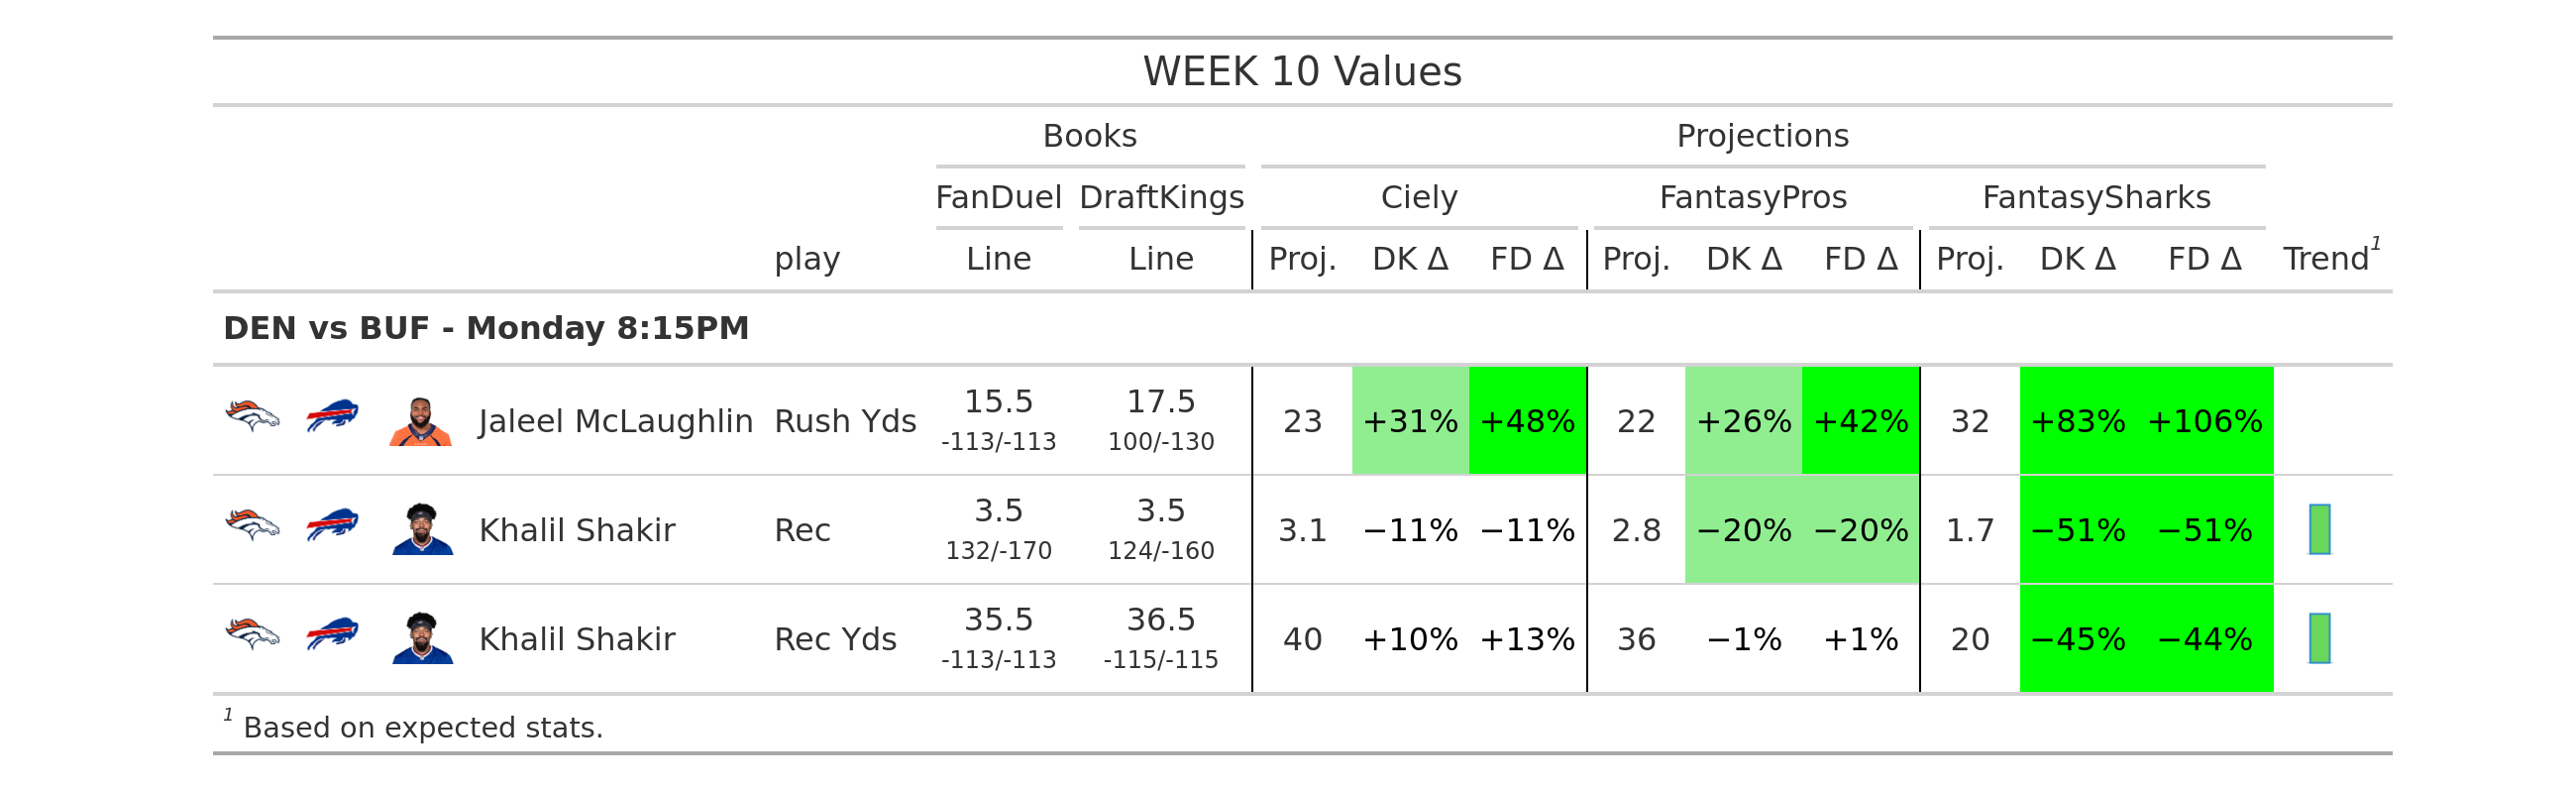 WEEK 10 Values
Books Projections
FanDuel DraftKings Ciely FantasyPros FantasySharks
play Line Line Proj. DK Δ FD Δ Proj. DK Δ FD Δ Proj. DK Δ FD Δ Trend1
DEN vs BUF - Monday 8:15PM
Jaleel McLaughlin Rush Yds 15.5 17.5 23 +31% +48% 22 +26% +42% 32 +83% +106%
-113/-113 100/-130
Khalil Shakir Rec 3.5 3.5 3.1 −11% −11% 2.8 −20% −20% 1.7 −51% −51%
132/-170 124/-160
Khalil Shakir Rec Yds 35.5 36.5 40 +10% +13% 36 −1% +1% 20 −45% −44%
-113/-113 -115/-115
1 Based on expected stats.